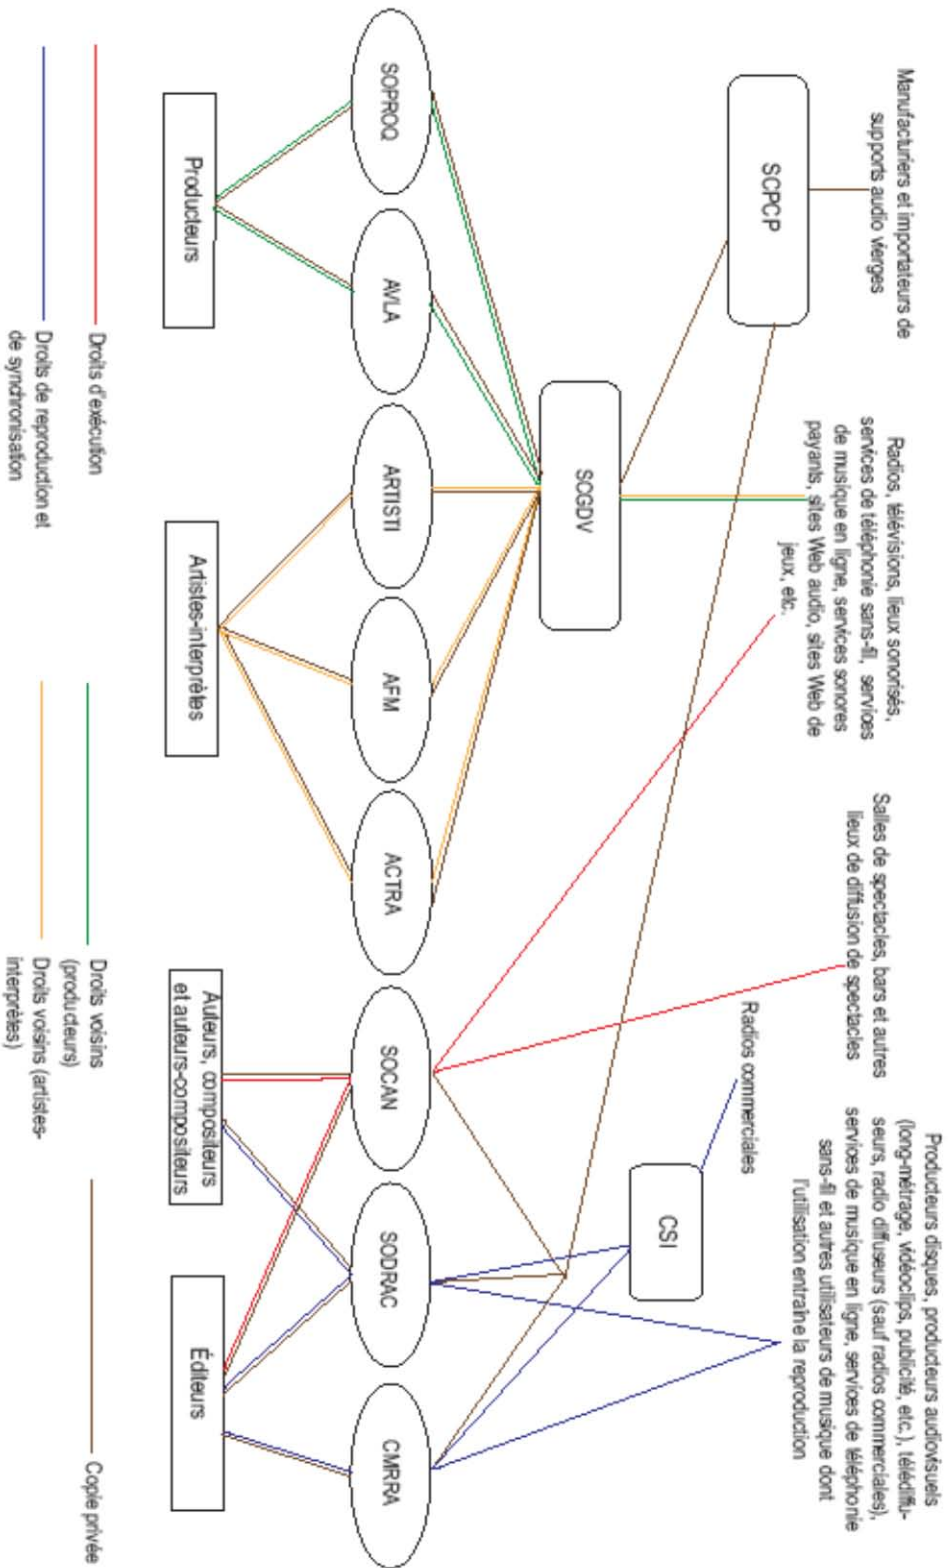 Manufacturiers et importateurs de
supports audio vierges
Radios, télévisions, lieux sonorisés,
services de téléphonie sans-fil, services
de musique en ligne, services sonores
payants, sites Web audio, sites Web de
jeux, etc.
Salles de spectacles, bars et autres
lieux de diffusion de spectacles
Radios commerciales
Producteurs disques, producteurs audiovisuels
(long-métrage, vidéoclips, publicité, etc.), télédiffu-
seurs, radio diffuseurs (sauf radios commerciales),
services de musique en ligne, services de téléphonie
sans-fil et autres utilisateurs de musique dont
l'utilisation entraîne la reproduction
SCPCP
SCGDV
CSI
SOPROQ
AVLA
ARTISTI
AFM
ACTRA
SOCAN
SODRAC
CMRRA
Producteurs
Artistes-interprètes
Auteurs, compositeurs
et auteurs-compositeurs
Éditeurs
Droits d'exécution
Droits de reproduction et
de synchronisation
Droits voisins
(producteurs)
Droits voisins (artistes-
interprètes)
Copie privée